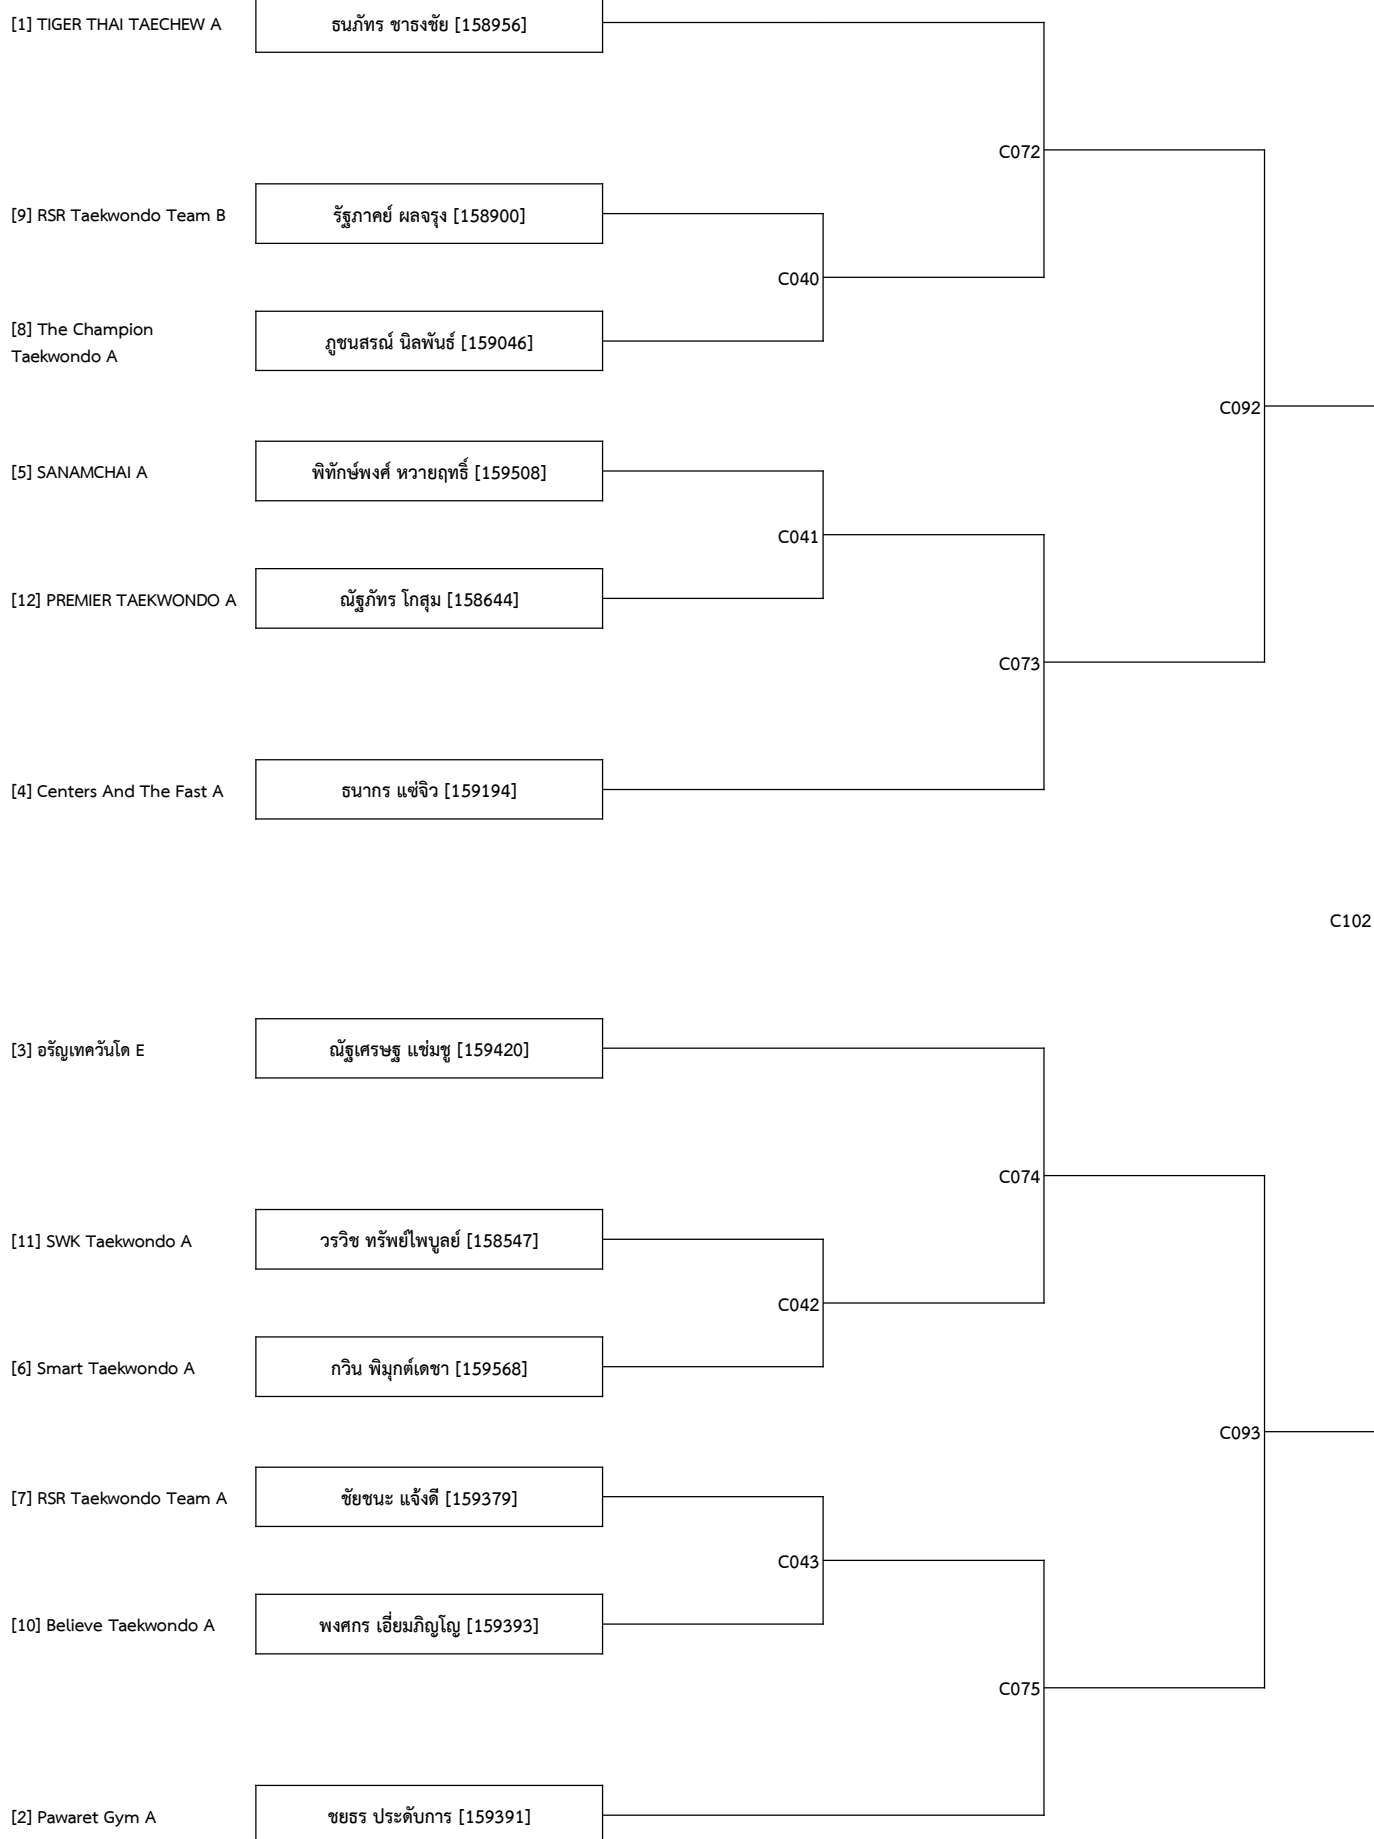 [1] TIGER THAI TAECHEW A
ธนภัทร ชาธงชัย [158956]
C072
[9] RSR Taekwondo Team B
รัฐภาคย์ ผลจรุง [158900]
C040
[8] The Champion
Taekwondo A
ภูชนสรณ์ นิลพันธ์ [159046]
C092
[5] SANAMCHAI A
พิทักษ์พงศ์ หวายฤทธิ์ [159508]
C041
[12] PREMIER TAEKWONDO A
ณัฐภัทร โกสุม [158644]
C073
[4] Centers And The Fast A
ธนากร แซ่จิว [159194]
C102
[3] อรัญเทควันโด E
ณัฐเศรษฐ แช่มชู [159420]
C074
[11] SWK Taekwondo A
วรวิช ทรัพย์ไพบูลย์ [158547]
C042
[6] Smart Taekwondo A
กวิน พิมุกต์เดชา [159568]
C093
[7] RSR Taekwondo Team A
ชัยชนะ แจ้งดี [159379]
C043
[10] Believe Taekwondo A
พงศกร เอี่ยมภิญโญ [159393]
C075
[2] Pawaret Gym A
ชยธร ประดับการ [159391]